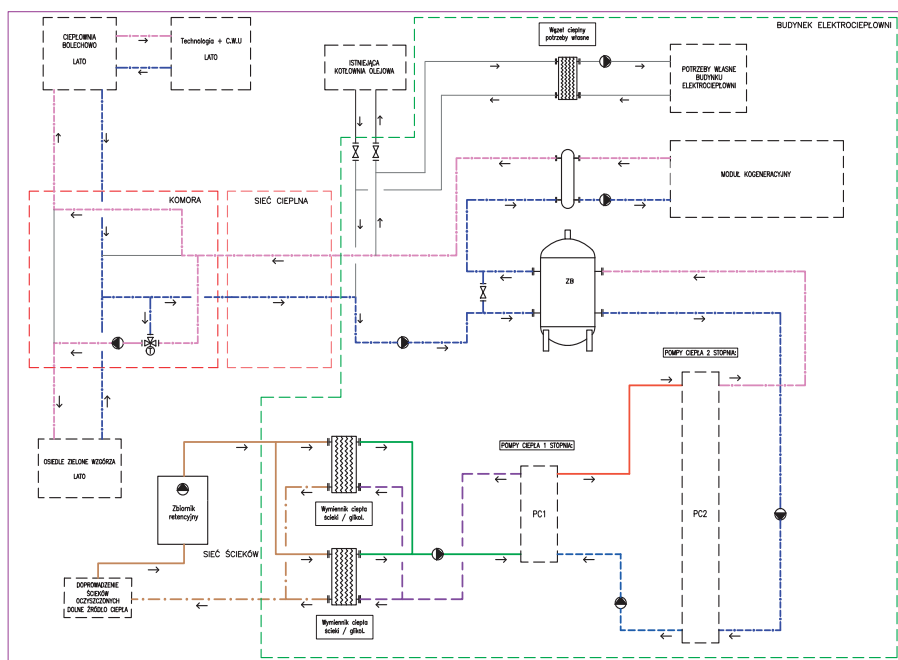 BUDYNEK ELEKTROCIEPŁOWNI
CIEPŁOWNIA
BOLECHOWO
LATO
Technologia + C.W.U
LATO
ISTNIEJĄCA
KOTŁOWNIA OLEJOWA
Węzeł cieplny
potrzeby własne
POTRZEBY WŁASNE
BUDYNKU
ELEKTROCIEPŁOWNI
MODUŁ KOGENERACYJNY
KOMORA
SIEĆ CIEPLNA
ZB
POMPY CIEPŁA 2 STOPNIA:
POMPY CIEPŁA 1 STOPNIA:
OSIEDLE ZIELONE WZGÓRZA
LATO
Zbiornik
retencyjny
Wymiennik ciepła
ścieki / glikol.
PC1
PC2
SIEĆ ŚCIEKÓW
DOPROWADZENIE
ŚCIEKÓW
OCZYSZCZONYCH
DOLNE ŹRÓDŁO CIEPŁA
Wymiennik ciepła
ścieki / glikol.